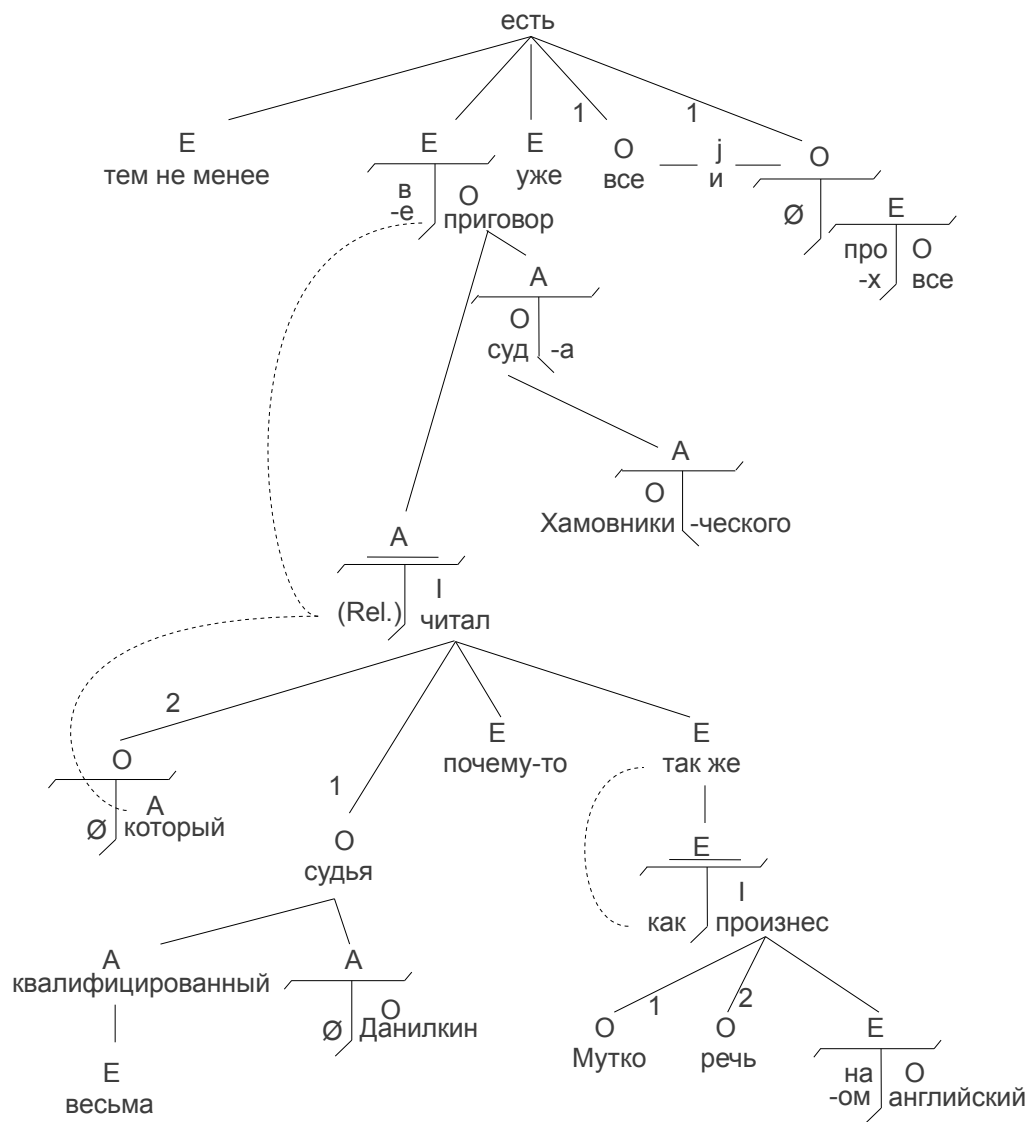 есть
1 1
E E E O j O
тем не менее в -е O приговор уже все и Ø E
про -х O все
A
O
суд -а
A
O
Хамовники -ческого
A
I
(Rel.) читал
2
O E E
1 почему-то так же
A
Ø который
O E
судья I
как произнес
A A
квалифицированный O 1 2
Ø Данилкин O O E
E Мутко речь на -ом O английский
весьма